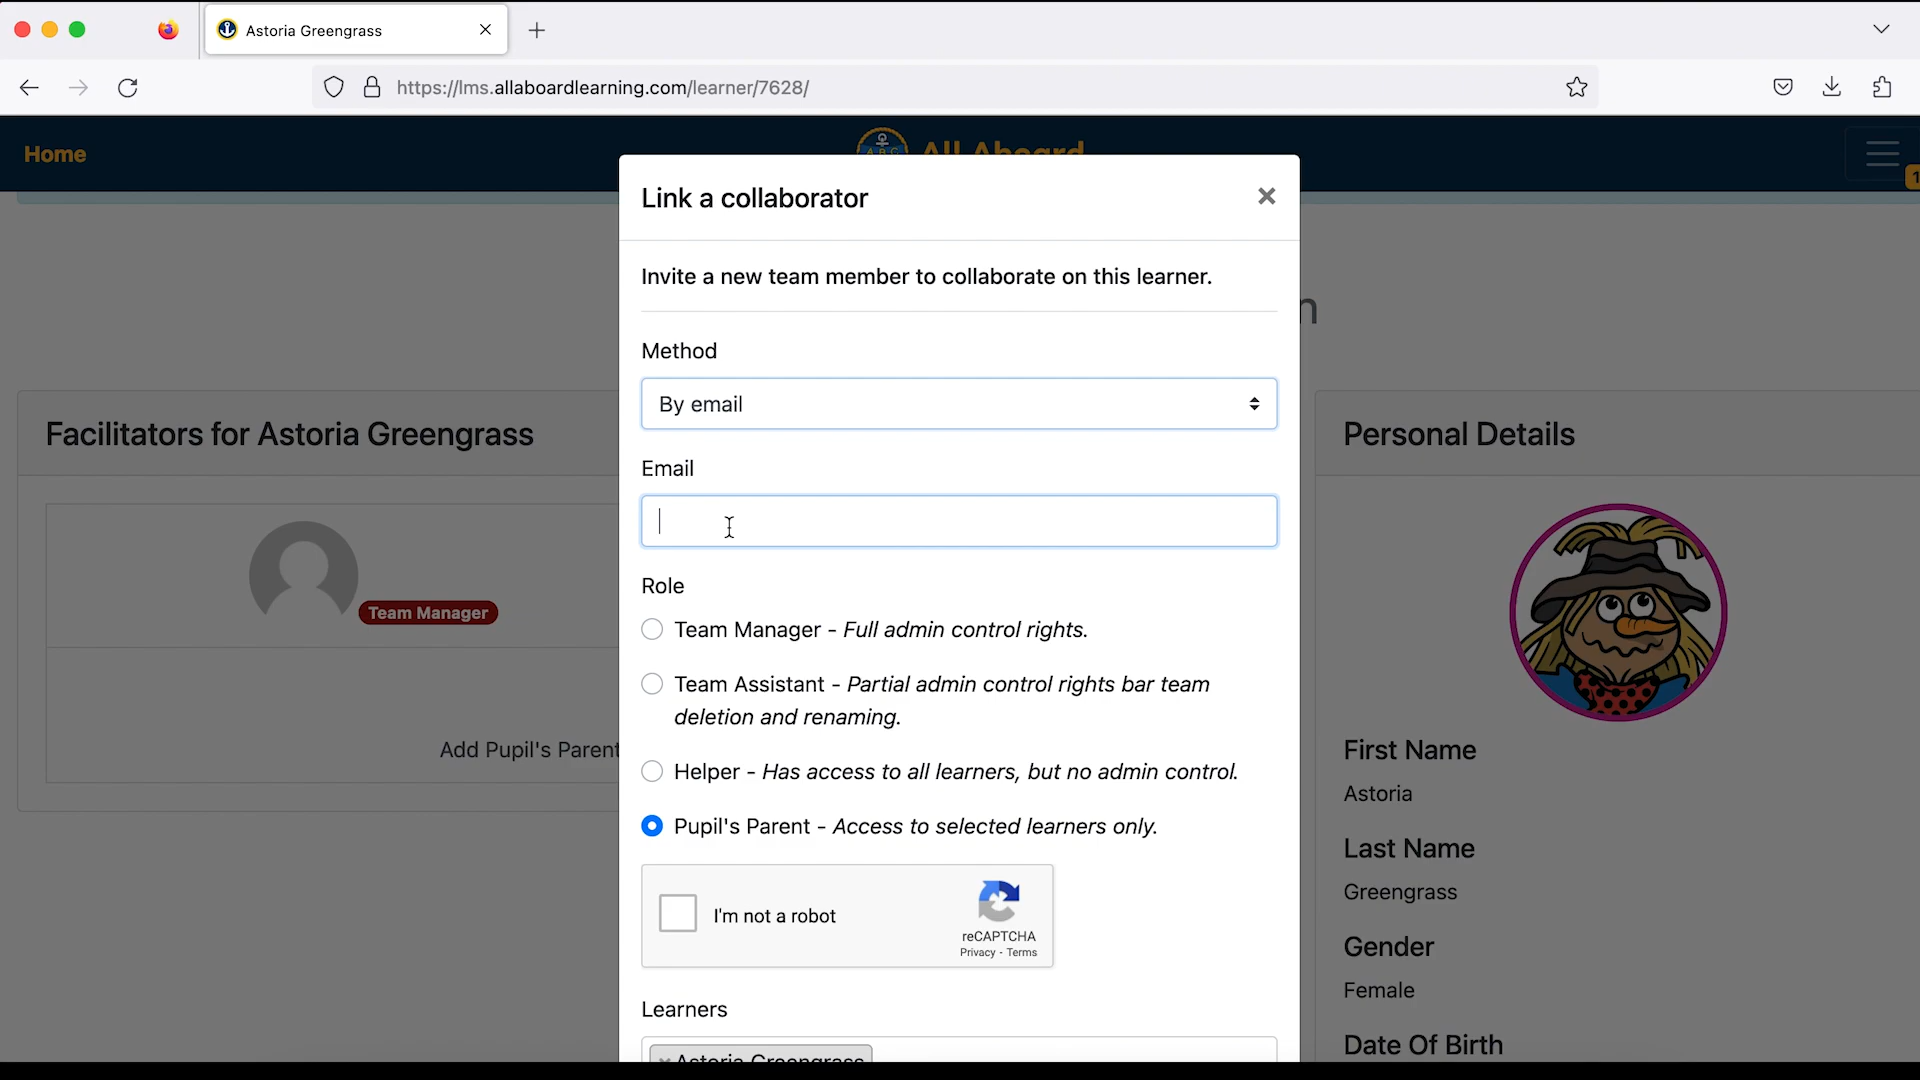 Astoria Greengrass
https://lms.allaboardlearning.com/learner/7628/
Home
All Aboard
ABC
1
Link a collaborator
Invite a new team member to collaborate on this learner.
n
Method
By email
Email
Role
Team Manager - Full admin control rights.
Team Assistant - Partial admin control rights bar team
deletion and renaming.
Helper - Has access to all learners, but no admin control.
Pupil's Parent - Access to selected learners only.
I'm not a robot
reCAPTCHA
Privacy - Terms
Learners
Astoria Greengrass
Facilitators for Astoria Greengrass
Team Manager
Add Pupil's Parent
Personal Details
First Name
Astoria
Last Name
Greengrass
Gender
Female
Date Of Birth